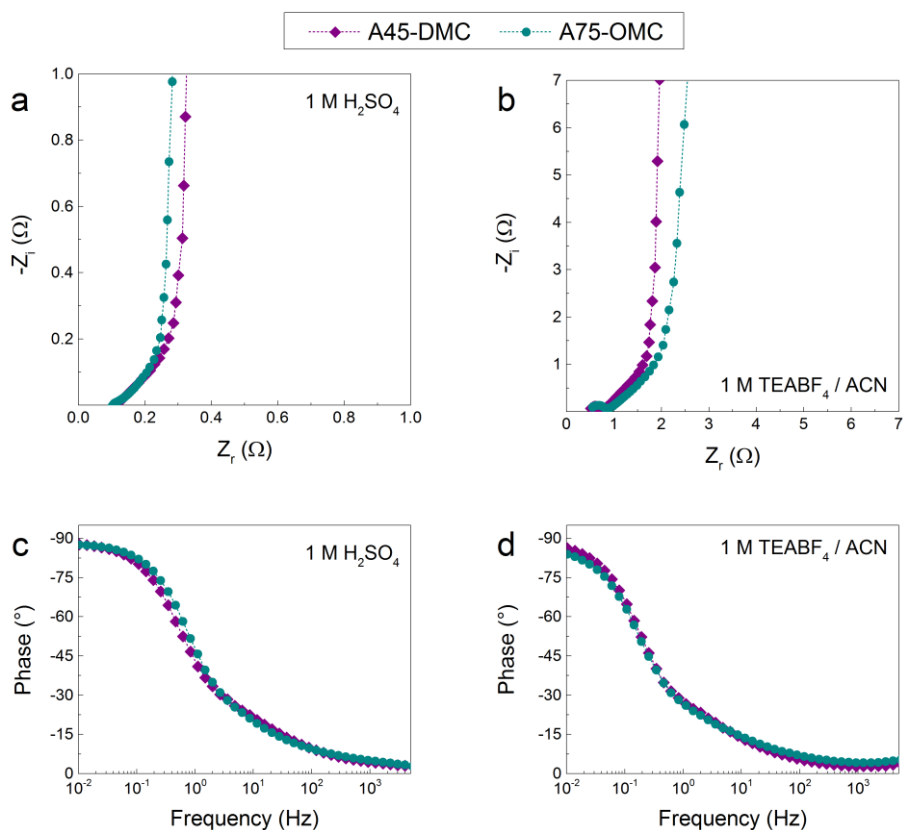 A45-DMC A75-OMC
a
1 M H₂SO₄
1.0
0.8
0.6
0.4
0.2
-Zᵢ (Ω)
0.0 0.2 0.4 0.6 0.8 1.0
Zᵣ (Ω)
b
1 M TEABF₄ / ACN
7
6
5
4
3
2
1
-Zᵢ (Ω)
0 1 2 3 4 5 6 7
Zᵣ (Ω)
c
1 M H₂SO₄
-90
-75
-60
-45
-30
-15
0
Phase (°)
10⁻² 10⁻¹ 10⁰ 10¹ 10² 10³
Frequency (Hz)
d
1 M TEABF₄ / ACN
-90
-75
-60
-45
-30
-15
0
Phase (°)
10⁻² 10⁻¹ 10⁰ 10¹ 10² 10³
Frequency (Hz)